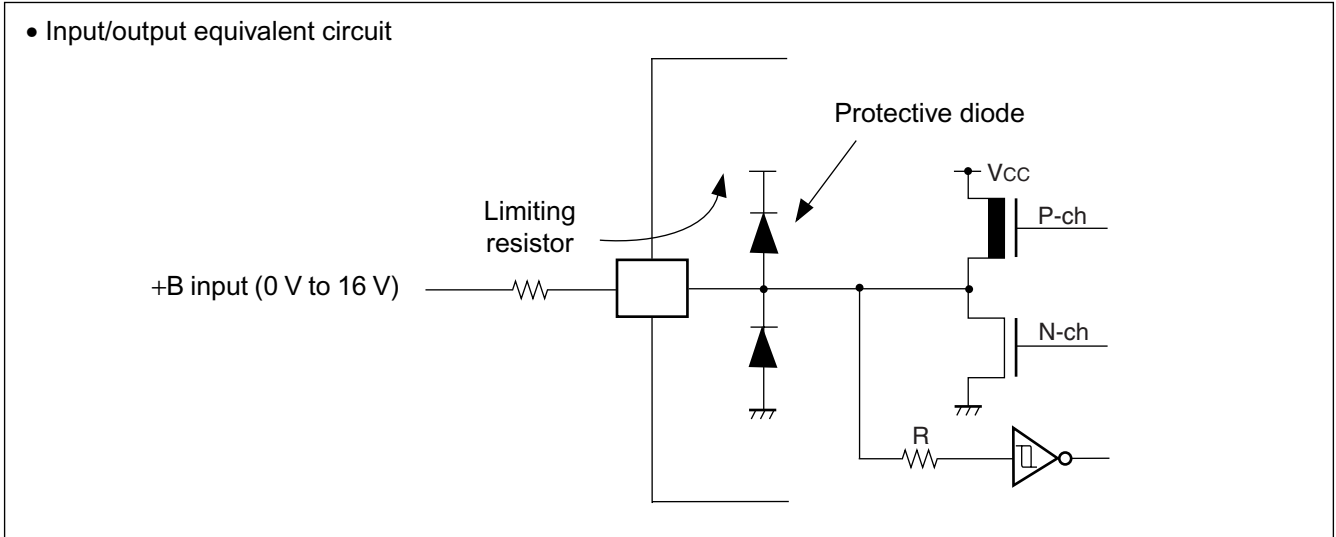 • Input/output equivalent circuit
Protective diode
VCC
Limiting
resistor
P-ch
+B input (0 V to 16 V)
N-ch
R